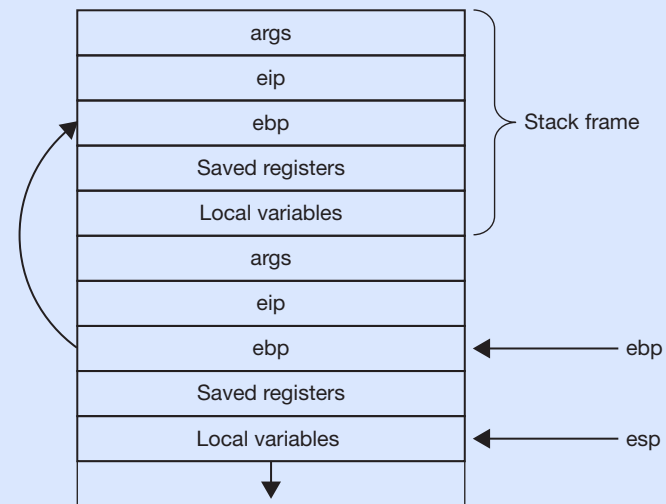 args
eip
ebp
Saved registers
Local variables
Stack frame
args
eip
ebp
ebp
Saved registers
Local variables
esp